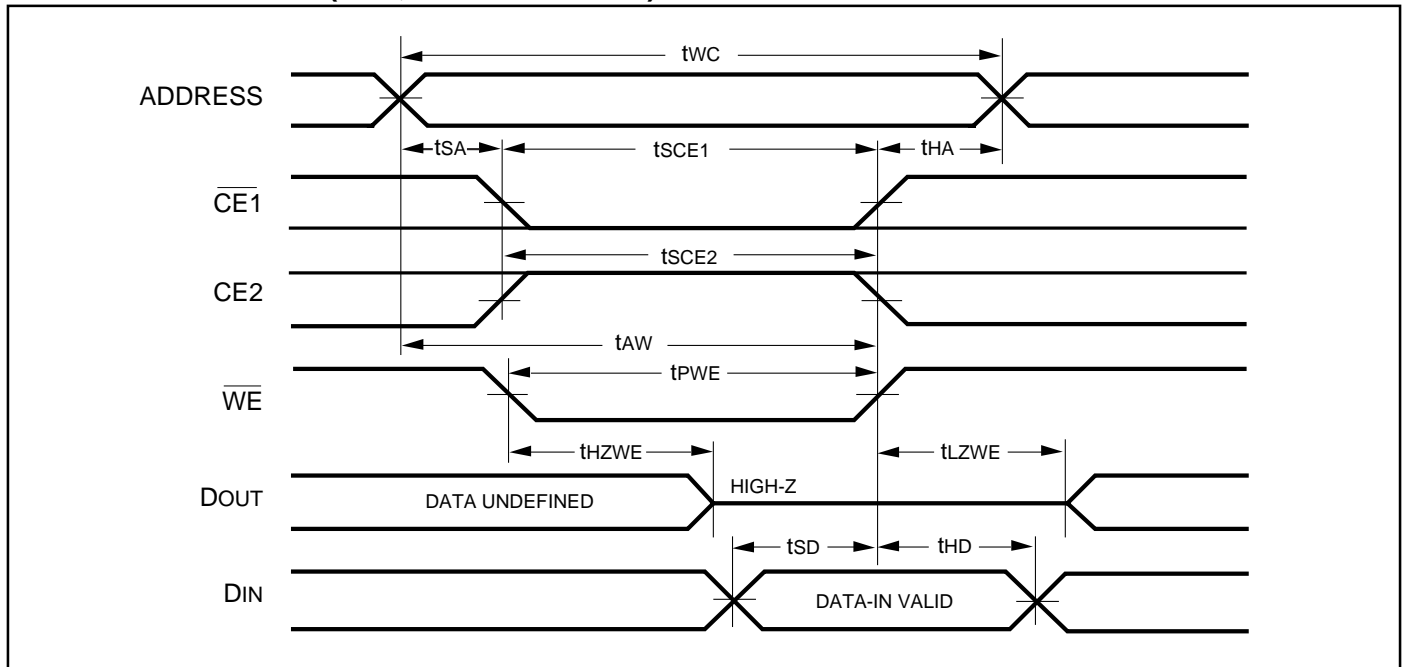 tWC
ADDRESS
tSA
tSCE1
tHA
CE1
tSCE2
CE2
tAW
tPWE
WE
tHZWE
tLZWE
DOUT
DATA UNDEFINED
HIGH-Z
tSD
tHD
DIN
DATA-IN VALID